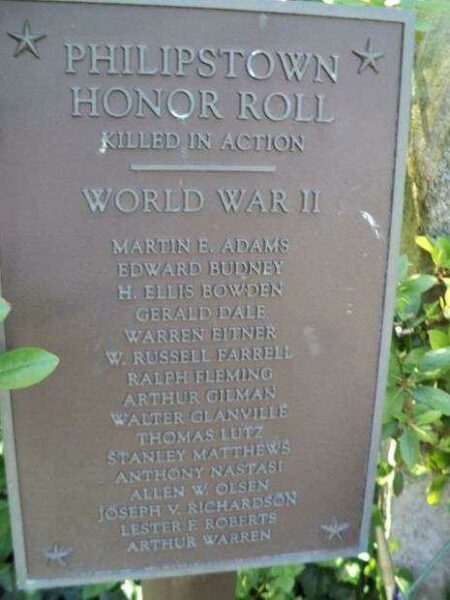 PHILIPSTOWN
HONOR ROLL
KILLED IN ACTION
WORLD WAR II
MARTIN E. ADAMS
EDWARD BUDNEY
H. ELLIS BOWDEN
GERALD DALE
WARREN EITNER
W. RUSSELL FARRELL
RALPH FLEMING
ARTHUR GILMAN
WALTER GLANVILLE
THOMAS LUTZ
STANLEY MATTHEWS
ANTHONY NASTASI
ALLEN W. OLSEN
JOSEPH V. RICHARDSON
LESTER F. ROBERTS
ARTHUR WARREN